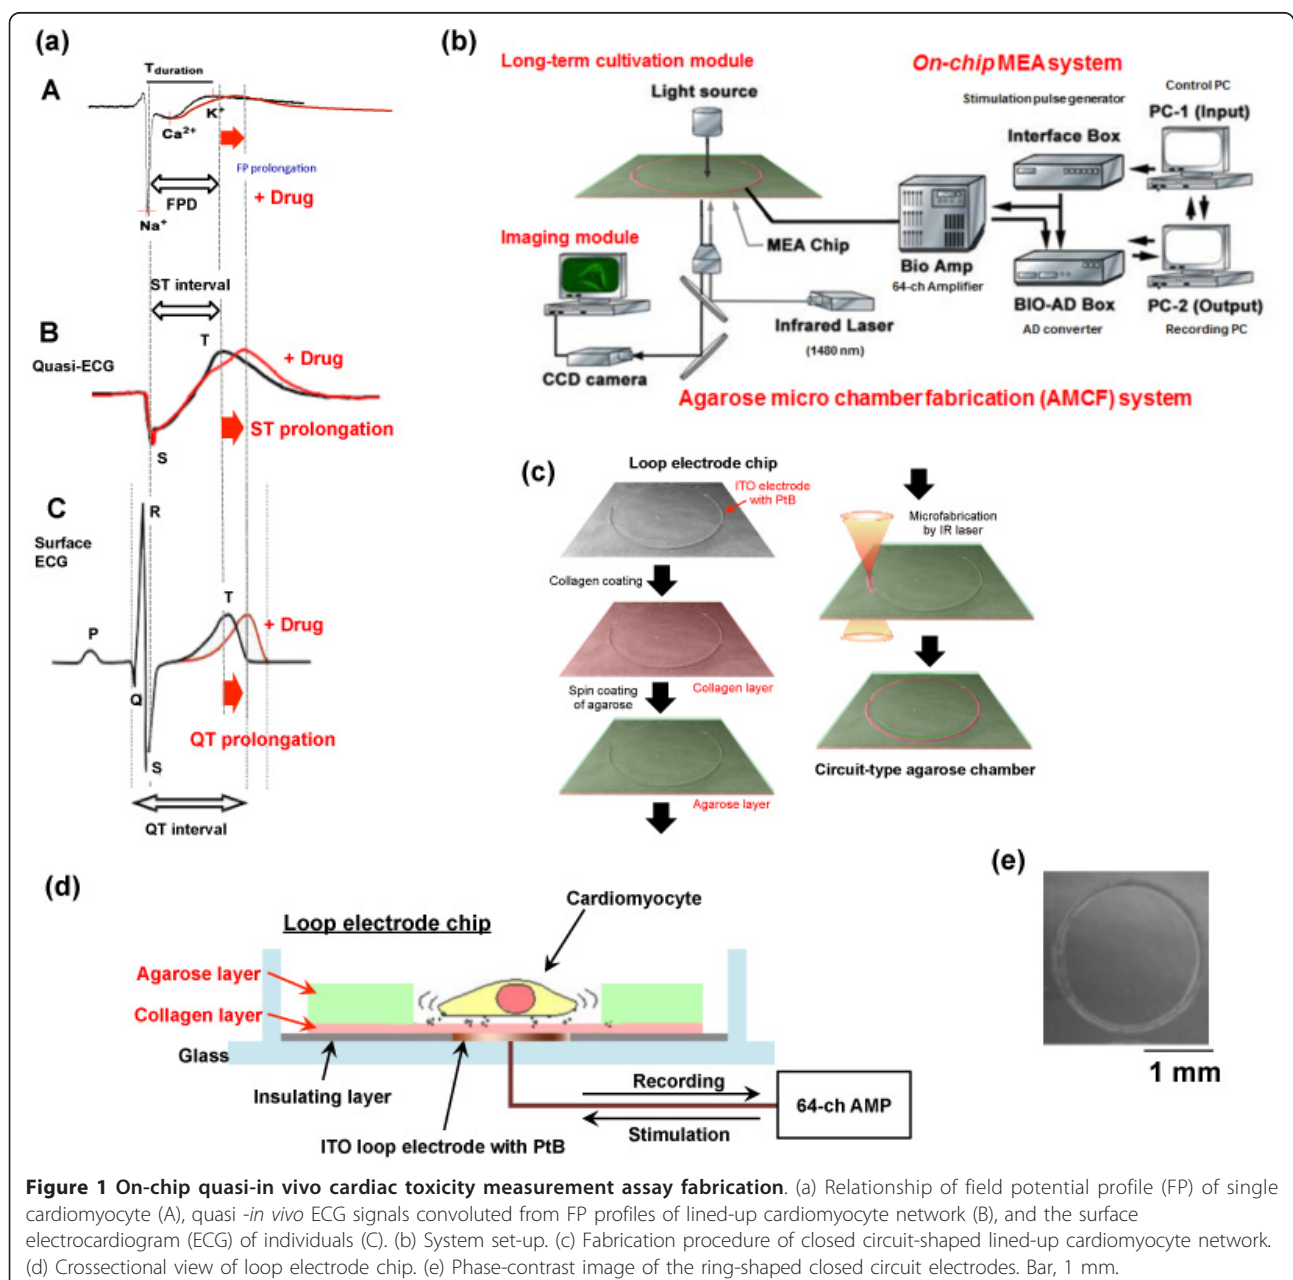 (a)
A
Tduration
K+
Ca2+
FP prolongation
FPD
+ Drug
Na+
ST interval
B
T
Quasi-ECG
+ Drug
ST prolongation
S
C
R
Surface
ECG
T
P
+ Drug
Q
QT prolongation
S
QT interval
(b)
Long-term cultivation module
Light source
On-chip MEA system
Control PC
Stimulation pulse generator
PC-1 (Input)
Interface Box
Imaging module
MEA Chip
Bio Amp
64-ch Amplifier
BIO-AD Box
AD converter
PC-2 (Output)
Recording PC
Infrared Laser
(1480 nm)
CCD camera
Agarose micro chamber fabrication (AMCF) system
(c)
Loop electrode chip
ITO electrode
with PtB
Collagen coating
Collagen layer
Spin coating
of agarose
Agarose layer
Microfabrication
by IR laser
Circuit-type agarose chamber
(d)
Loop electrode chip
Cardiomyocyte
Agarose layer
Collagen layer
Glass
Insulating layer
ITO loop electrode with PtB
Recording
Stimulation
64-ch AMP
(e)
1 mm
Figure 1 On-chip quasi-in vivo cardiac toxicity measurement assay fabrication. (a) Relationship of field potential profile (FP) of single
cardiomyocyte (A), quasi -in vivo ECG signals convoluted from FP profiles of lined-up cardiomyocyte network (B), and the surface
electrocardiogram (ECG) of individuals (C). (b) System set-up. (c) Fabrication procedure of closed circuit-shaped lined-up cardiomyocyte network.
(d) Crossectional view of loop electrode chip. (e) Phase-contrast image of the ring-shaped closed circuit electrodes. Bar, 1 mm.